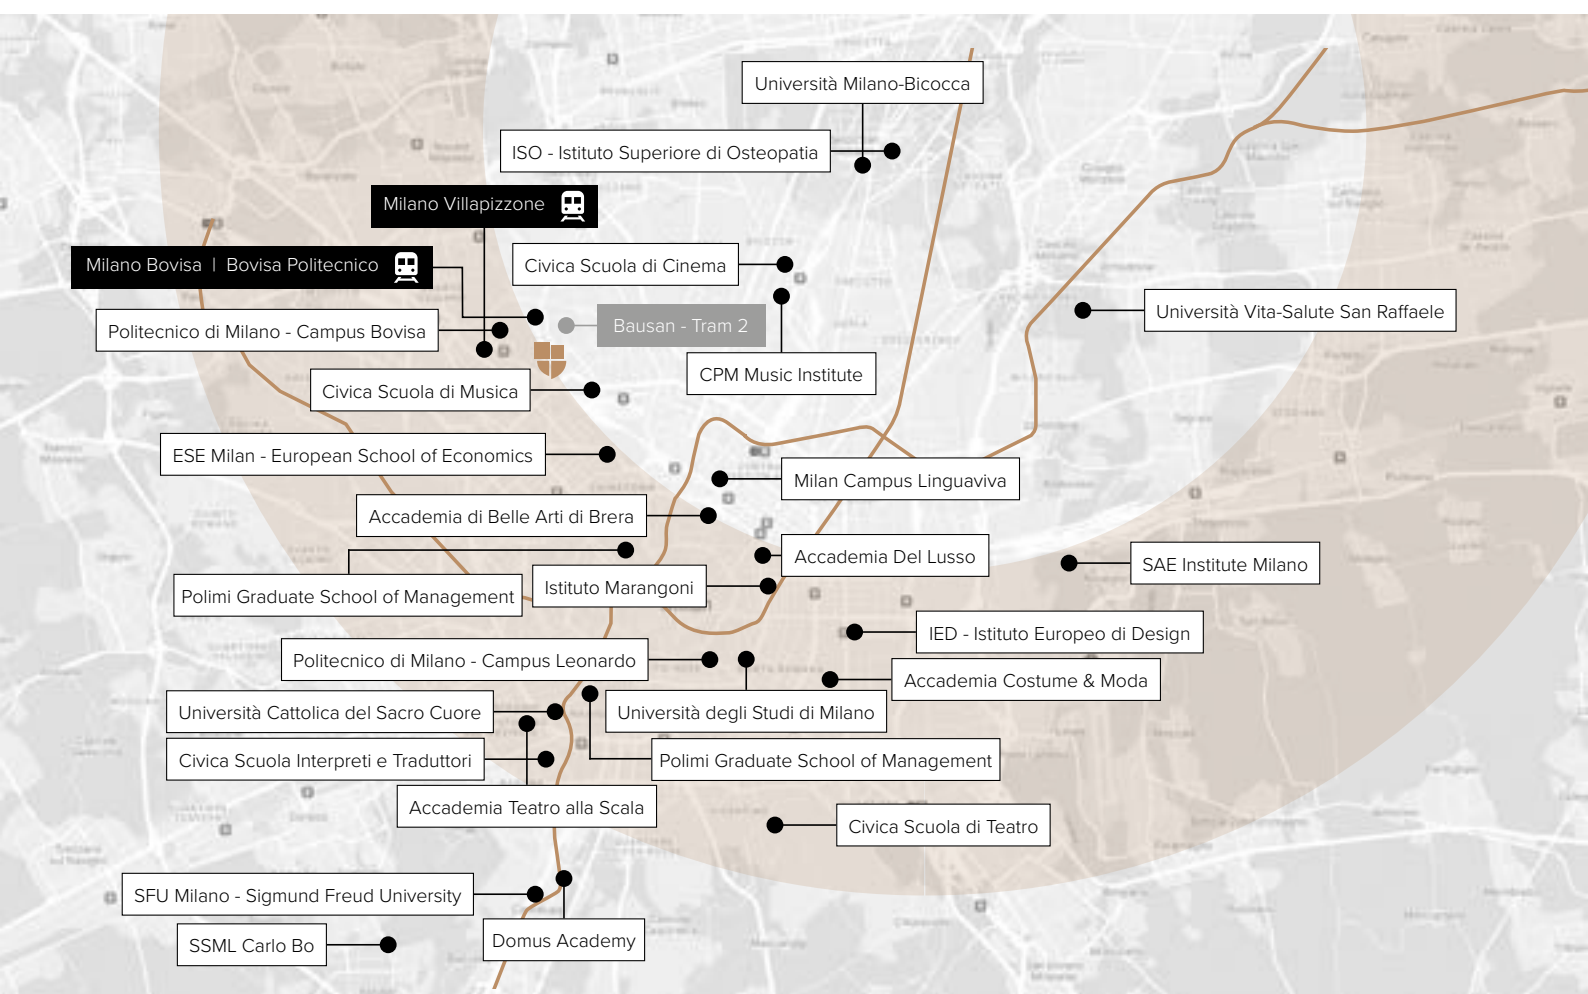 Università Milano-Bicocca
ISO - Istituto Superiore di Osteopatia
Milano Villapizzone
Milano Bovisa | Bovisa Politecnico
Civica Scuola di Cinema
Università Vita-Salute San Raffaele
Politecnico di Milano - Campus Bovisa
Bausan - Tram 2
CPM Music Institute
Civica Scuola di Musica
ESE Milan - European School of Economics
Milan Campus Linguaviva
Accademia di Belle Arti di Brera
Accademia Del Lusso
SAE Institute Milano
Polimi Graduate School of Management
Istituto Marangoni
IED - Istituto Europeo di Design
Politecnico di Milano - Campus Leonardo
Accademia Costume & Moda
Università Cattolica del Sacro Cuore
Università degli Studi di Milano
Civica Scuola Interpreti e Traduttori
Polimi Graduate School of Management
Accademia Teatro alla Scala
Civica Scuola di Teatro
SFU Milano - Sigmund Freud University
SSML Carlo Bo
Domus Academy